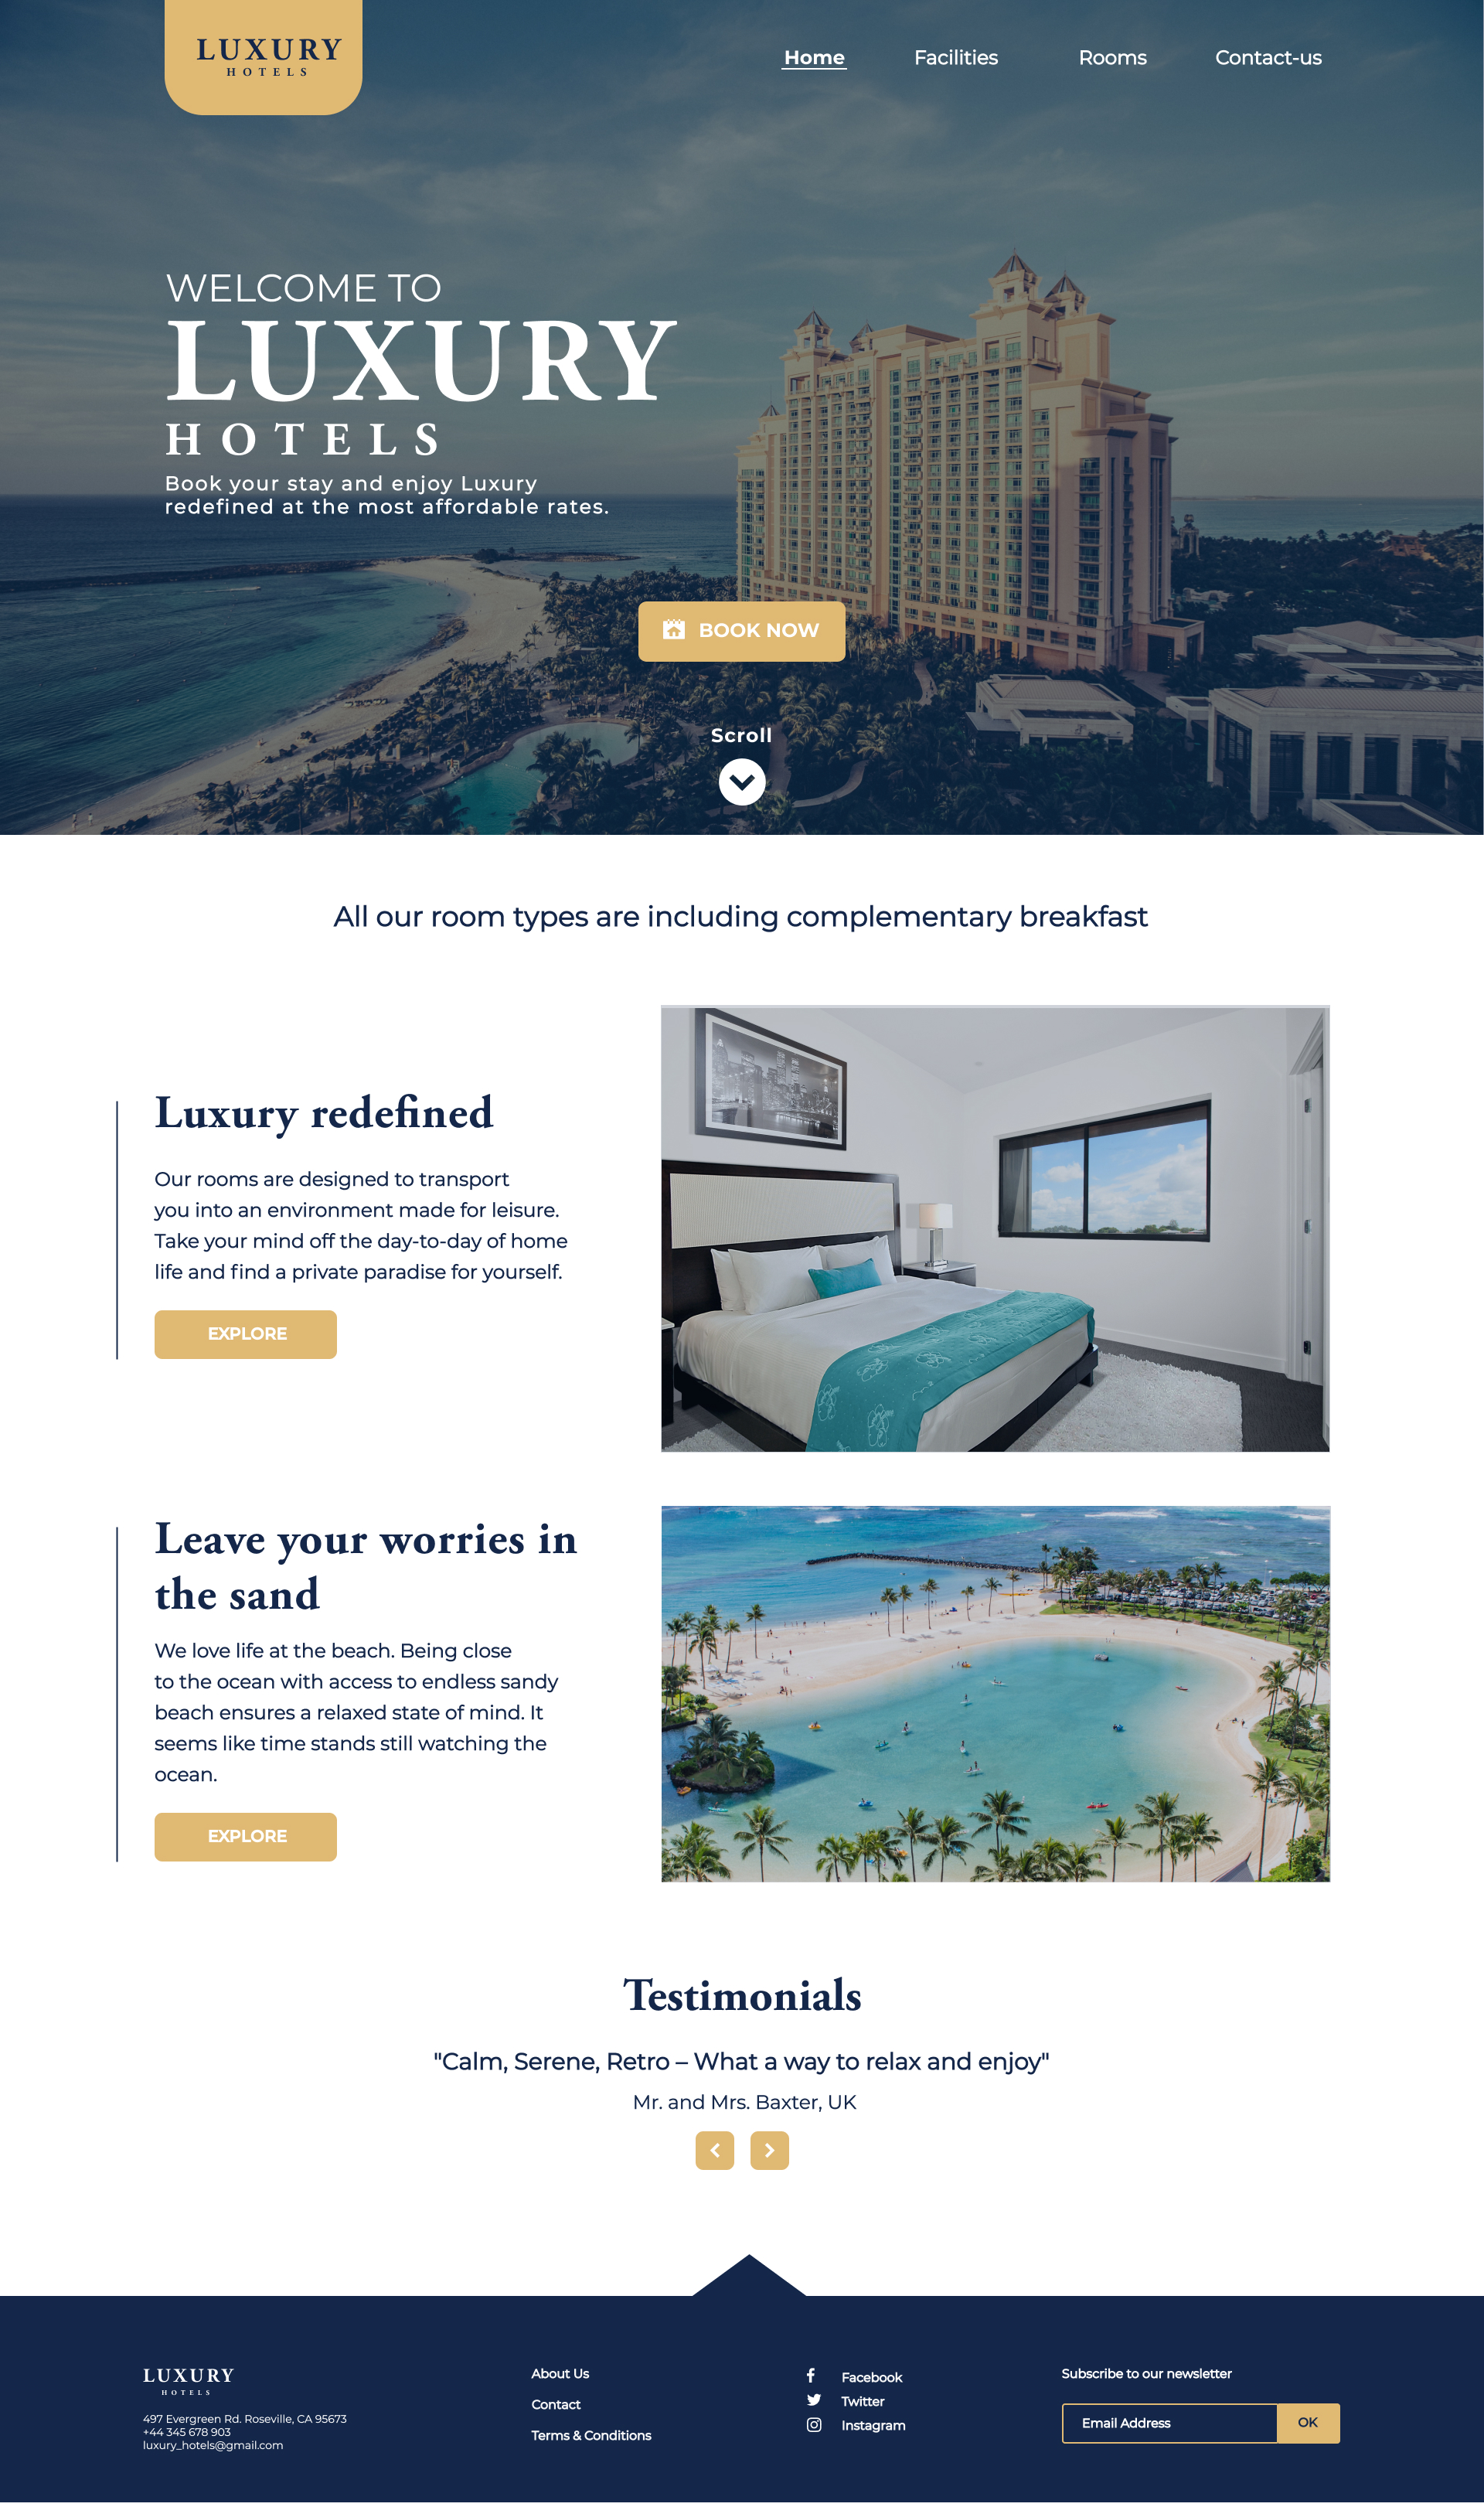 LUXURY
HOTELS
Home
Facilities
Rooms
Contact-us
WELCOME TO
LUXURY
HOTELS
Book your stay and enjoy Luxury
redefined at the most affordable rates.
BOOK NOW
Scroll
All our room types are including complementary breakfast
Luxury redefined
Our rooms are designed to transport
you into an environment made for leisure.
Take your mind off the day-to-day of home
life and find a private paradise for yourself.
EXPLORE
Leave your worries in
the sand
We love life at the beach. Being close
to the ocean with access to endless sandy
beach ensures a relaxed state of mind. It
seems like time stands still watching the
ocean.
EXPLORE
Testimonials
"Calm, Serene, Retro – What a way to relax and enjoy"
Mr. and Mrs. Baxter, UK
LUXURY
HOTELS
497 Evergreen Rd. Roseville, CA 95673
+44 345 678 903
luxury_hotels@gmail.com
About Us
Contact
Terms & Conditions
Facebook
Twitter
Instagram
Subscribe to our newsletter
Email Address
OK